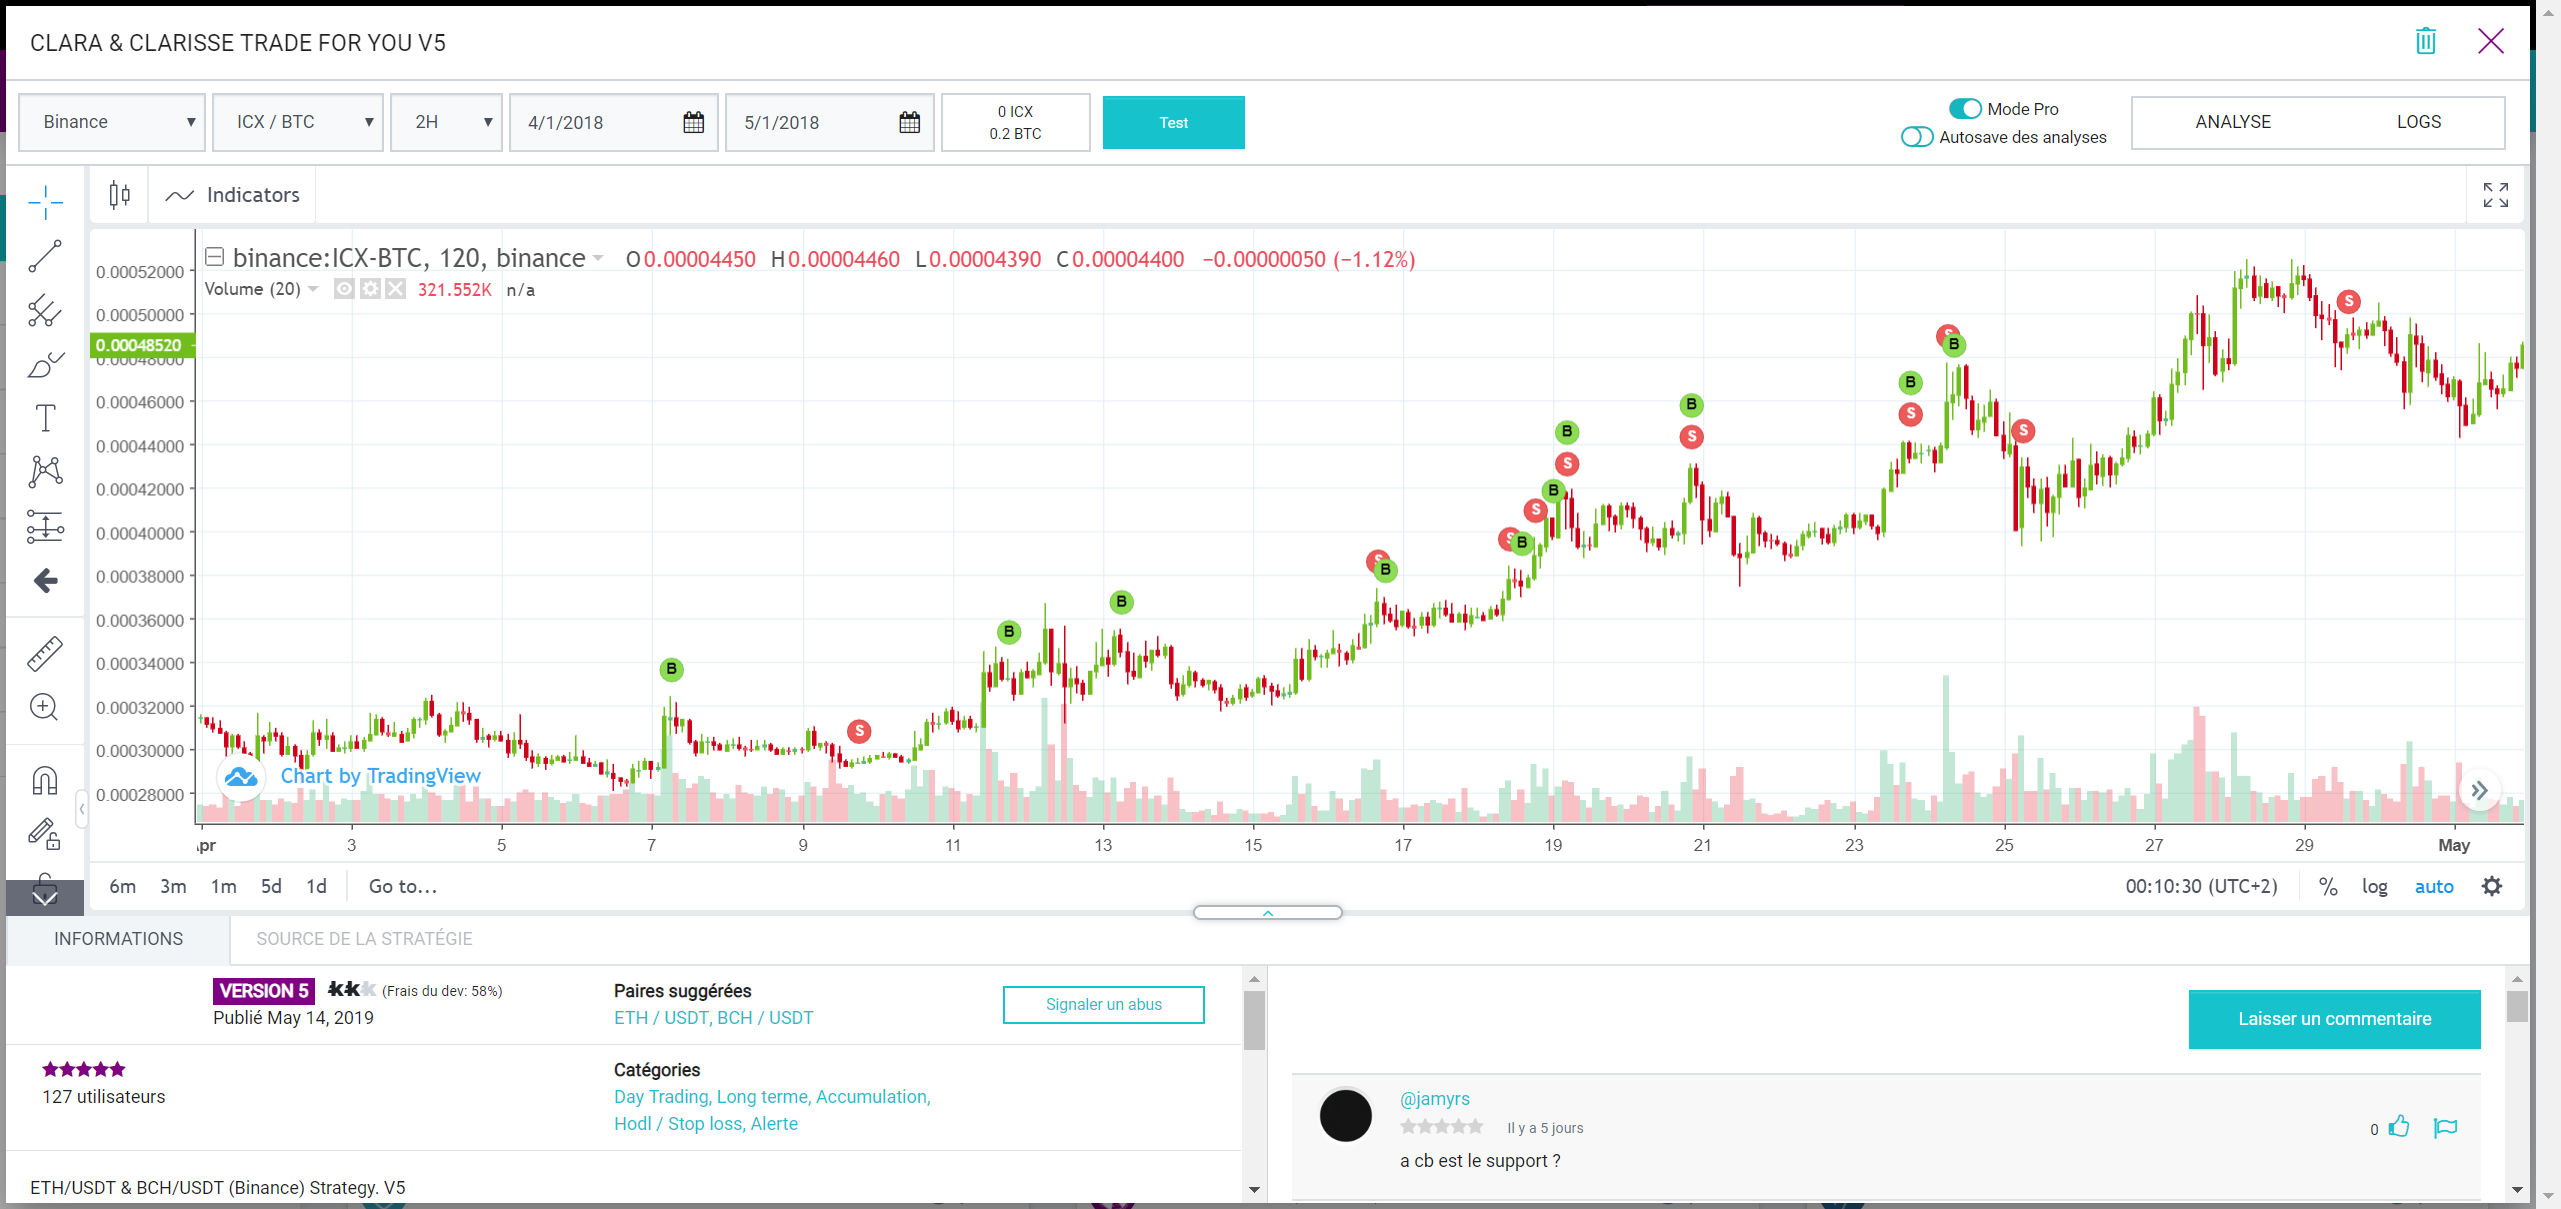 CLARA & CLARISSE TRADE FOR YOU V5
Binance ICX / BTC 2H 4/1/2018 5/1/2018 0 ICX Test Mode Pro ANALYSE LOGS
0.2 BTC Autosave des analyses
Indicators
binance:ICX-BTC, 120, binance O0.00004450 H0.00004460 L0.00004390 C0.00004400 −0.00000050 (−1.12%)
Volume (20) 321.552K n/a
0.00052000
0.00050000
0.00048520
0.00048000
0.00046000
0.00044000
0.00042000
0.00040000
0.00038000
0.00036000
0.00034000
0.00032000
0.00030000
0.00028000
S
S
B
B
S
B
S
B
S
S
B
S
B
S
S
B
S
B
B
B
B
S
Chart by TradingView
pr 3 5 7 9 11 13 15 17 19 21 23 25 27 29 May
6m 3m 1m 5d 1d Go to... 00:10:30 (UTC+2) % log auto
INFORMATIONS SOURCE DE LA STRATÉGIE
VERSION 5 kkk (Frais du dev: 58%)
Publié May 14, 2019
Paires suggérées
ETH / USDT, BCH / USDT
Signaler un abus
127 utilisateurs
Catégories
Day Trading, Long terme, Accumulation,
Hodl / Stop loss, Alerte
ETH/USDT & BCH/USDT (Binance) Strategy. V5
Laisser un commentaire
@jamyrs
Il y a 5 jours
0
a cb est le support ?